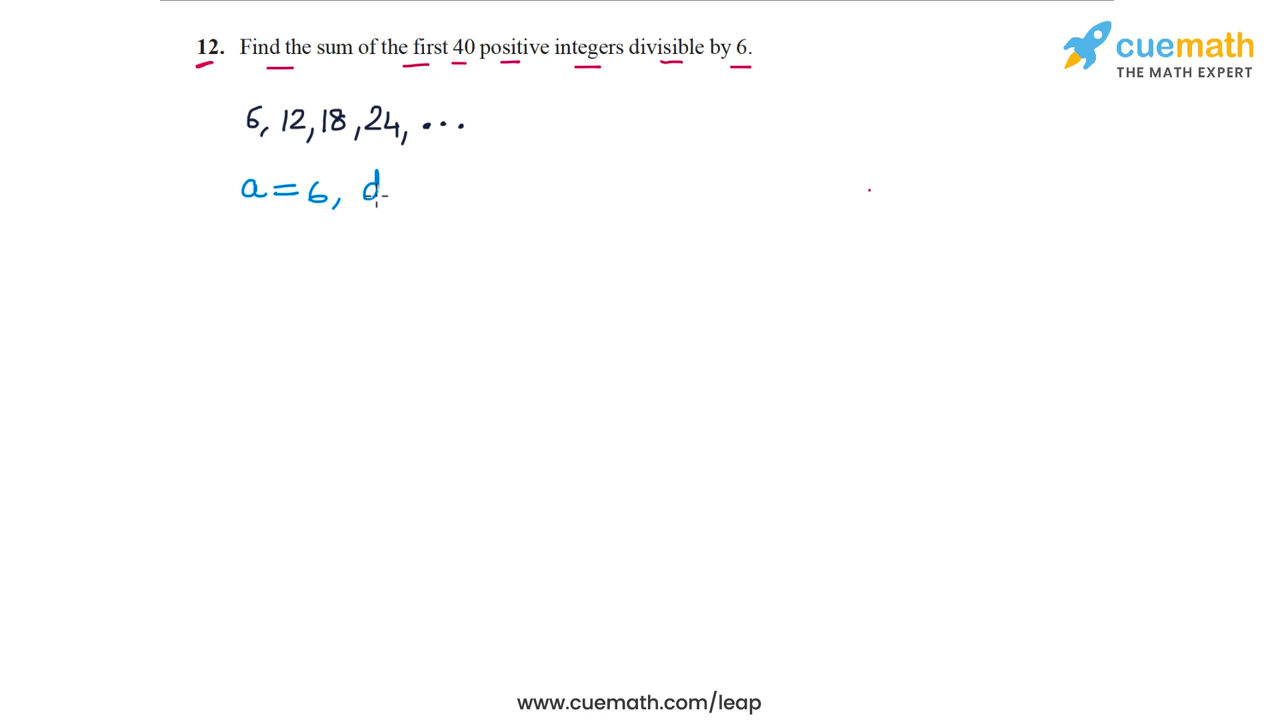 12. Find the sum of the first 40 positive integers divisible by 6.
cuemath
THE MATH EXPERT
6, 12, 18, 24, ...
a = 6, d
www.cuemath.com/leap